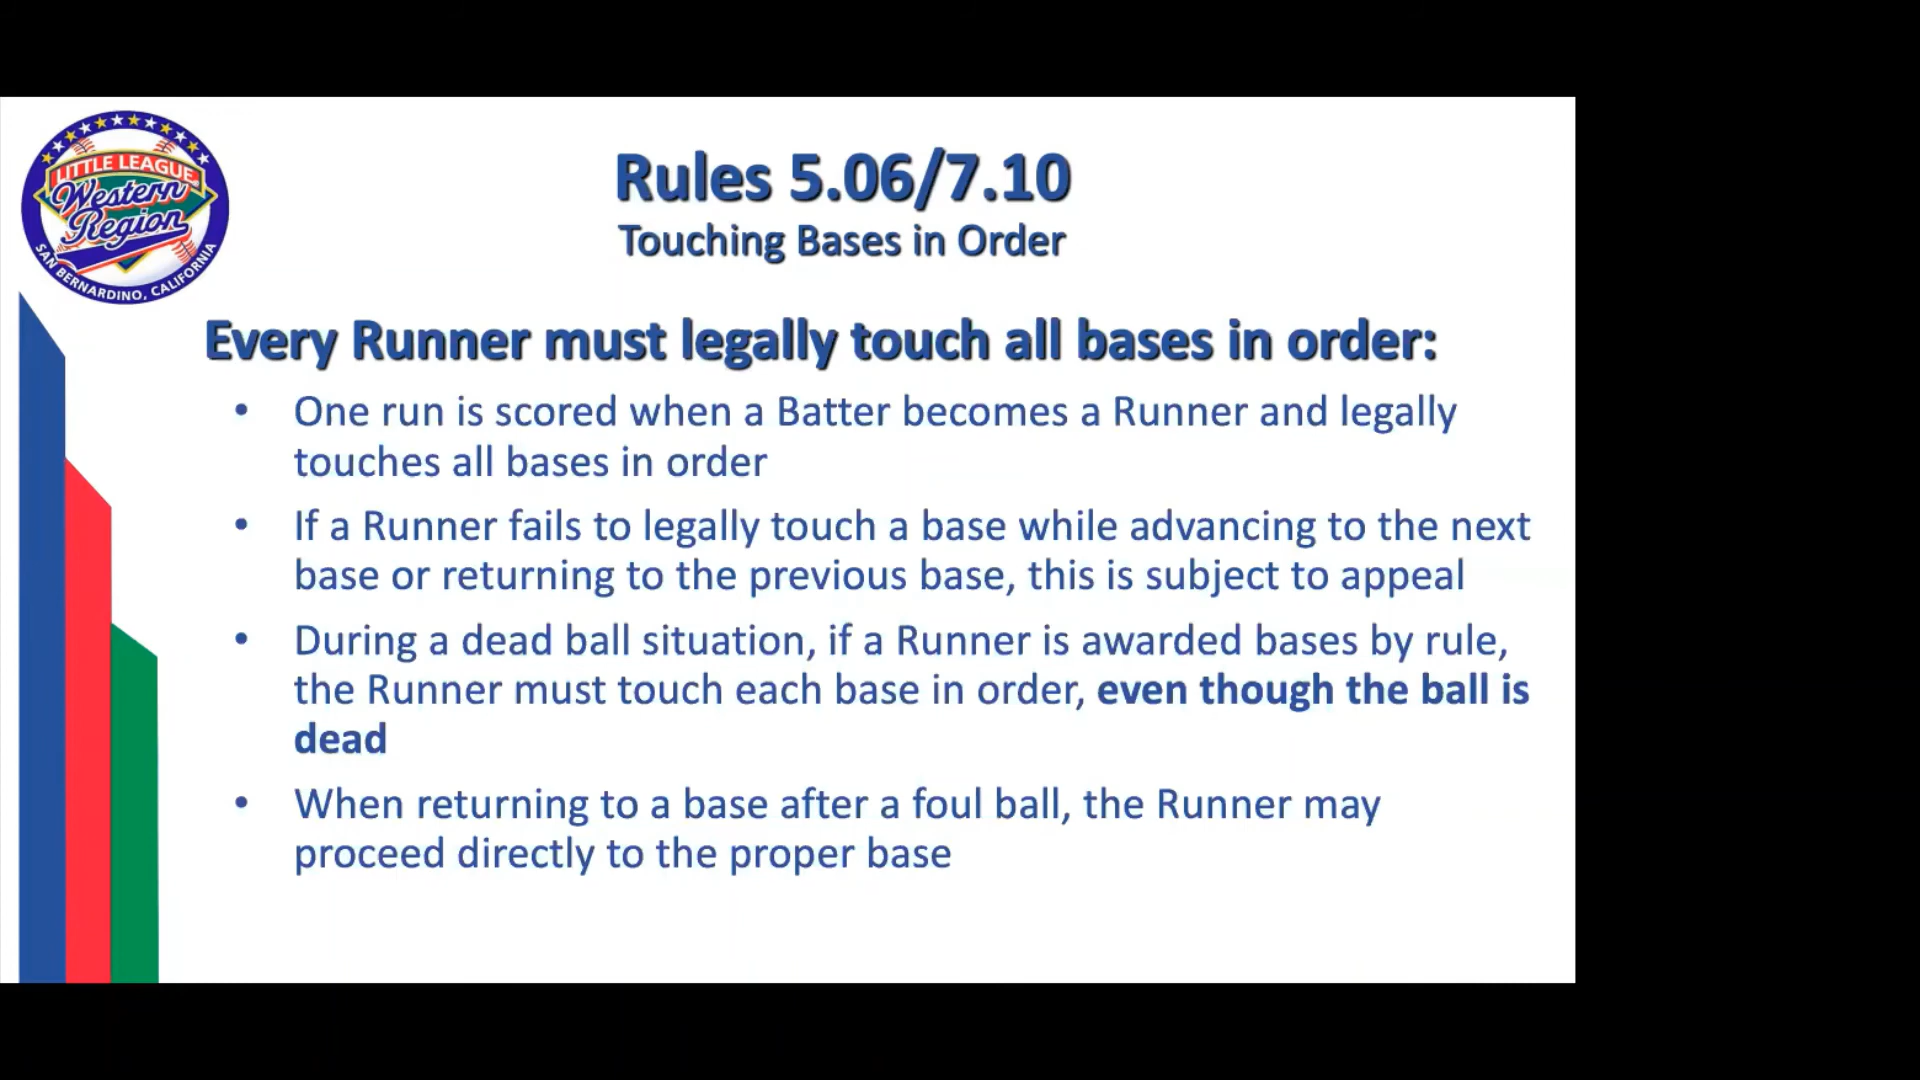 LITTLE LEAGUE
Western
Region
SAN BERNARDINO, CALIFORNIA
Rules 5.06/7.10
Touching Bases in Order
Every Runner must legally touch all bases in order:
• One run is scored when a Batter becomes a Runner and legally
touches all bases in order
• If a Runner fails to legally touch a base while advancing to the next
base or returning to the previous base, this is subject to appeal
• During a dead ball situation, if a Runner is awarded bases by rule,
the Runner must touch each base in order, even though the ball is
dead
• When returning to a base after a foul ball, the Runner may
proceed directly to the proper base